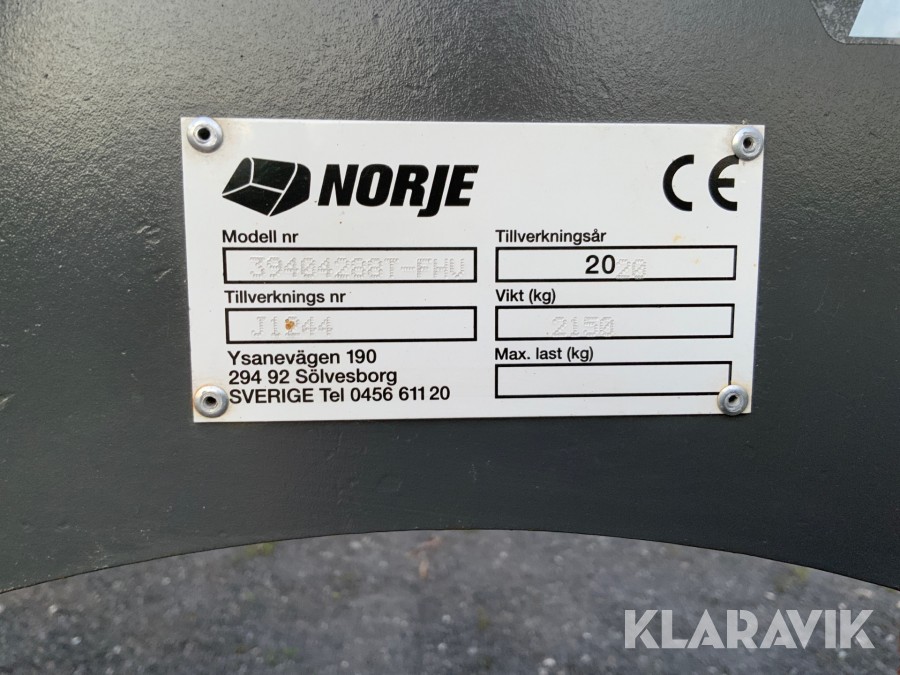 NORJE
CE
Modell nr
39404288T-FHV
Tillverknings nr
J1244
Ysanevägen 190
294 92 Sölvesborg
SVERIGE Tel 0456 611 20
Tillverkningsår
2020
Vikt (kg)
2150
Max. last (kg)
KLARAVIK